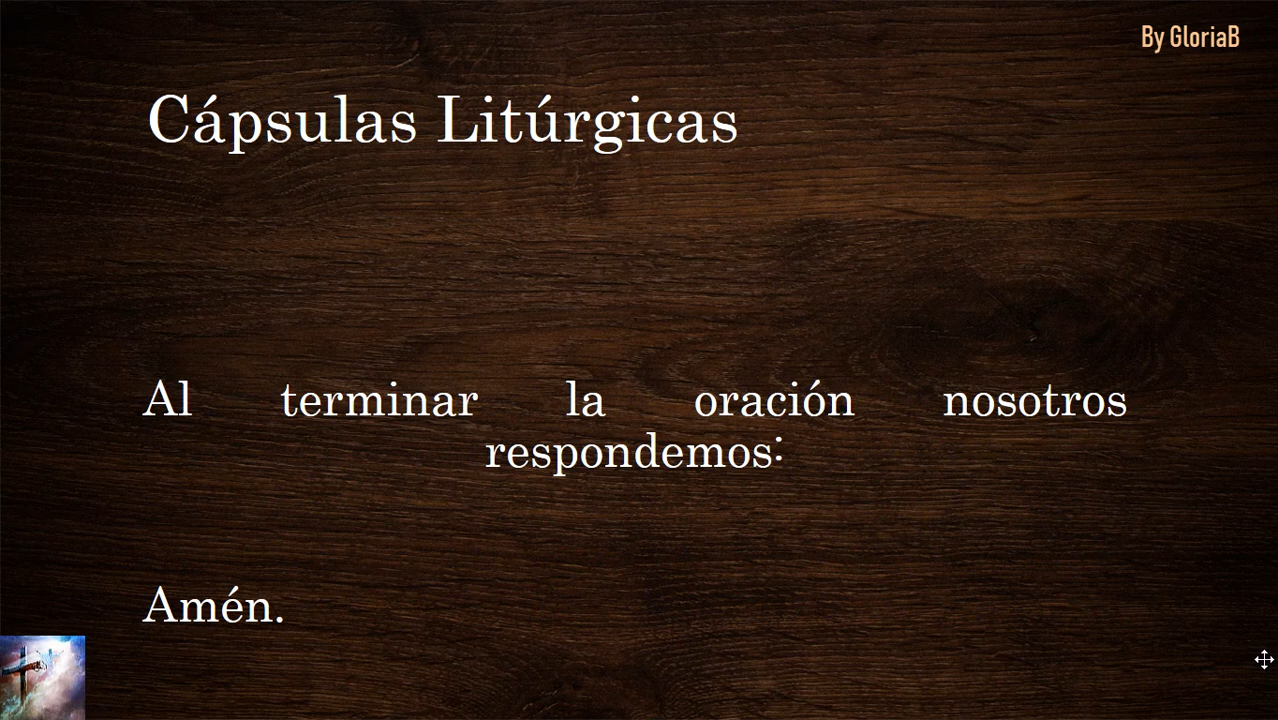 By GloriaB
Cápsulas Litúrgicas
Al terminar la oración nosotros
respondemos:
Amén.